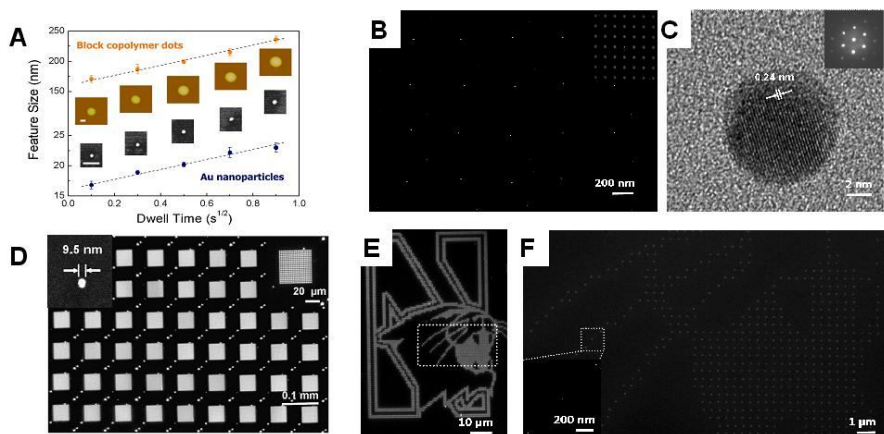 A
Block copolymer dots
Au nanoparticles
Feature Size (nm)
250
200
150
25
20
15
0.0 0.2 0.4 0.6 0.8 1.0
Dwell Time (s1/2)
B
200 nm
C
0.24 nm
2 nm
D
9.5 nm
20 µm
0.1 mm
E
10 µm
F
200 nm
1 µm